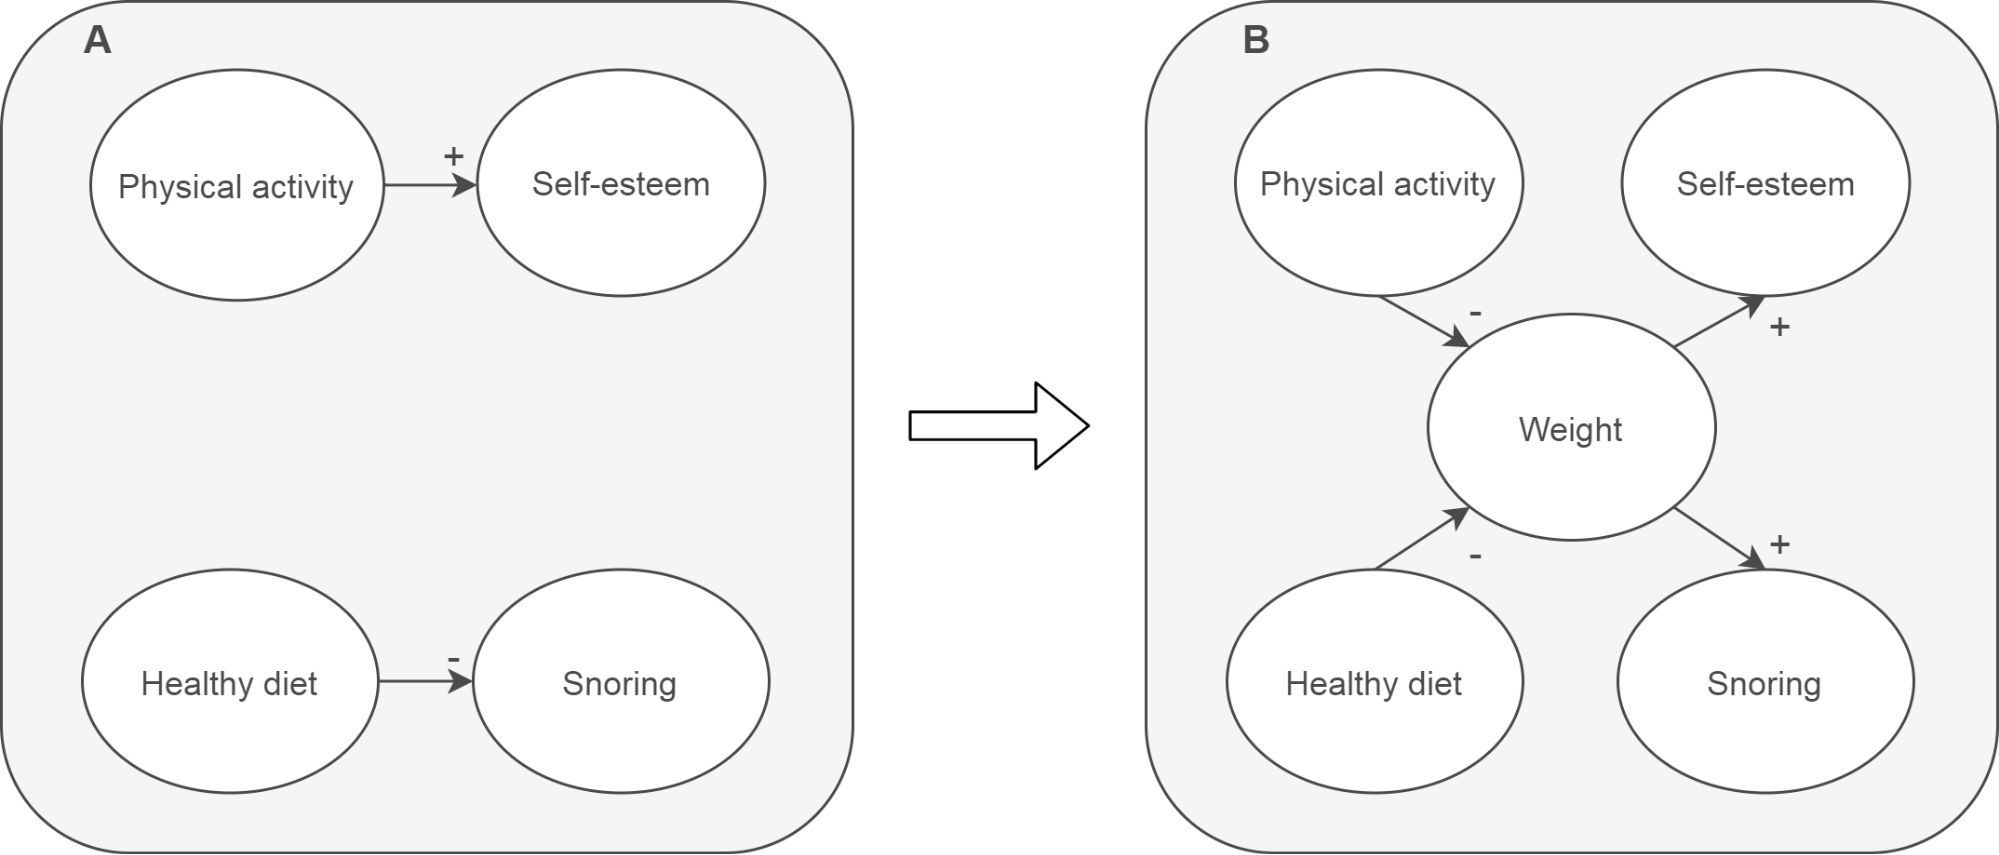 A
Physical activity
+
Self-esteem
Healthy diet
-
Snoring
B
Physical activity
Self-esteem
-
+
Weight
-
+
Healthy diet
Snoring